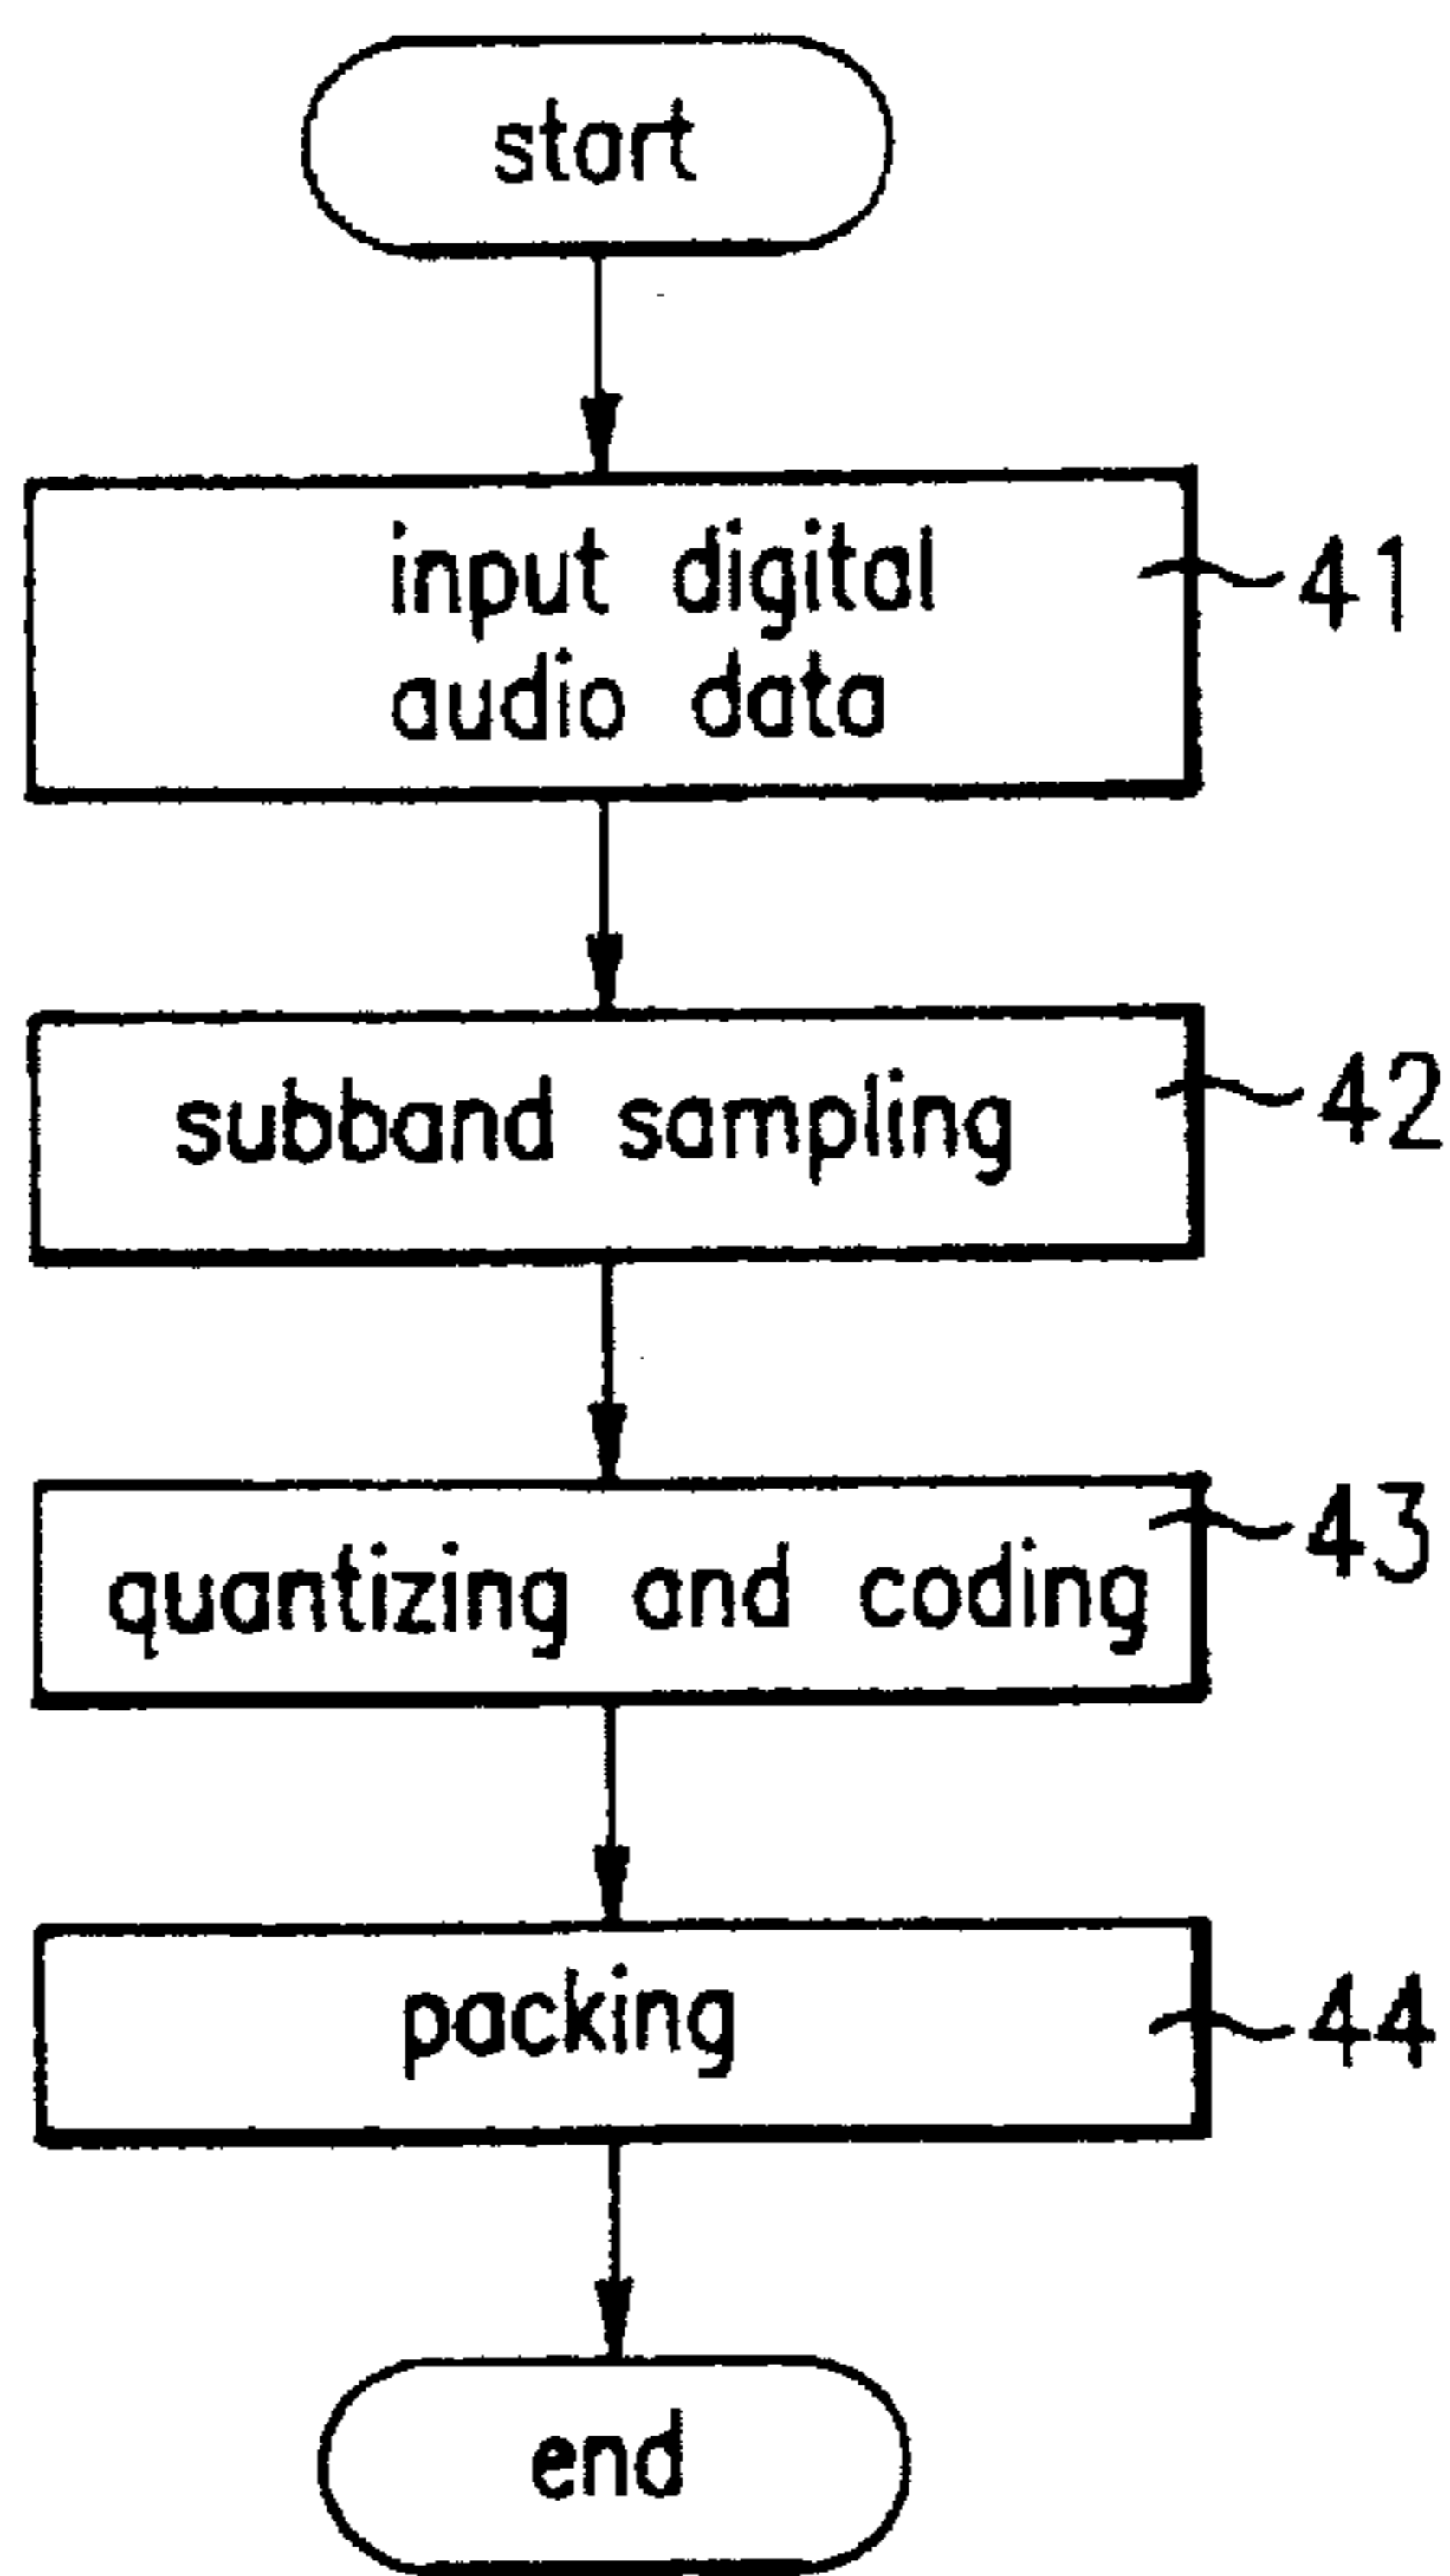 start
input digital
audio data
41
subband sampling
42
quantizing and coding
43
packing
44
end